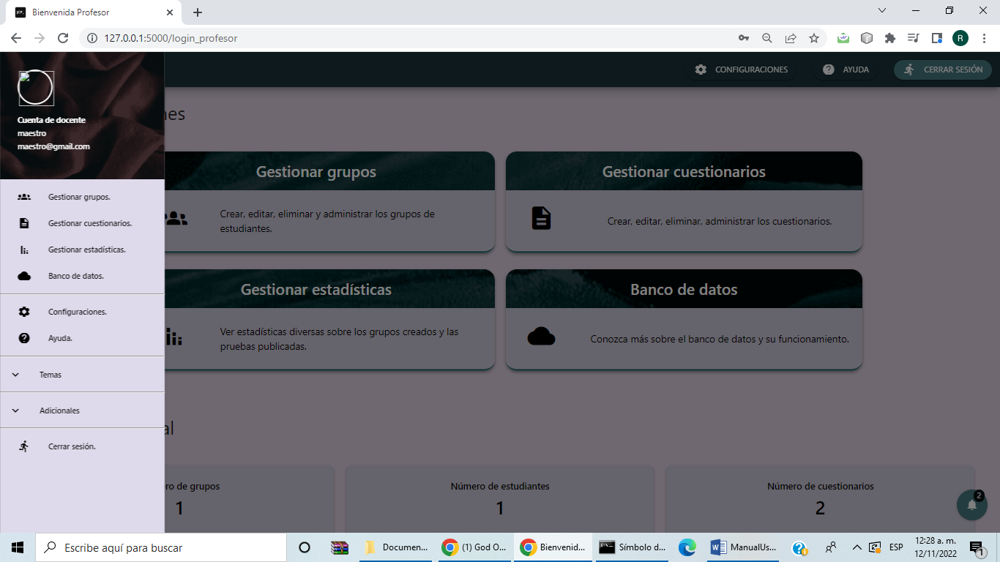 Bienvenida Profesor
127.0.0.1:5000/login_profesor
R
CONFIGURACIONES
AYUDA
CERRAR SESIÓN
Cuenta de docente
maestro
maestro@gmail.com
Gestionar grupos.
Gestionar cuestionarios.
Gestionar estadísticas.
Banco de datos.
Configuraciones.
Ayuda.
Temas
Adicionales
Cerrar sesión.
nes
Gestionar grupos
Crear, editar, eliminar y administrar los grupos de
estudiantes.
Gestionar cuestionarios
Crear, editar, eliminar, administrar los cuestionarios.
Gestionar estadísticas
Ver estadísticas diversas sobre los grupos creados y las
pruebas publicadas.
Banco de datos
Conozca más sobre el banco de datos y su funcionamiento.
al
ro de grupos
1
Número de estudiantes
1
Número de cuestionarios
2
2
Escribe aquí para buscar
Documen...
(1) God O...
Bienvenid...
Símbolo d...
ManualUs...
ESP
12:28 a. m.
12/11/2022
1